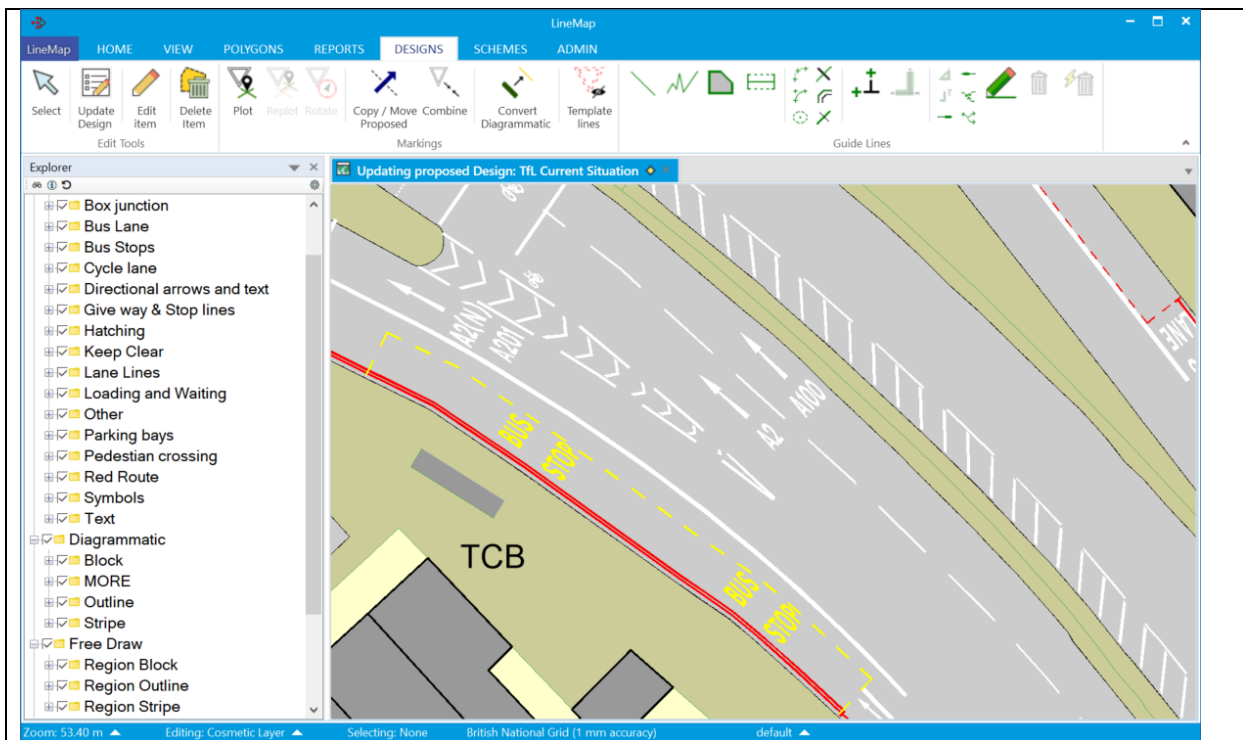 LineMap
LineMap HOME VIEW POLYGONS REPORTS DESIGNS SCHEMES ADMIN
Select Update Design Edit item Delete Item Plot Replot Rotate Copy / Move Proposed Combine Convert Diagrammatic Template lines
Edit Tools Markings Guide Lines
Explorer
Updating proposed Design: TfL Current Situation
Box junction
Bus Lane
Bus Stops
Cycle lane
Directional arrows and text
Give way & Stop lines
Hatching
Keep Clear
Lane Lines
Loading and Waiting
Other
Parking bays
Pedestian crossing
Red Route
Symbols
Text
Diagrammatic
Block
MORE
Outline
Stripe
Free Draw
Region Block
Region Outline
Region Stripe
A2(N)
A201
A100
A2
LANE
BUS
STOP
TCB
BUS
STOP
Zoom: 53.40 m Editing: Cosmetic Layer Selecting: None British National Grid (1 mm accuracy) default